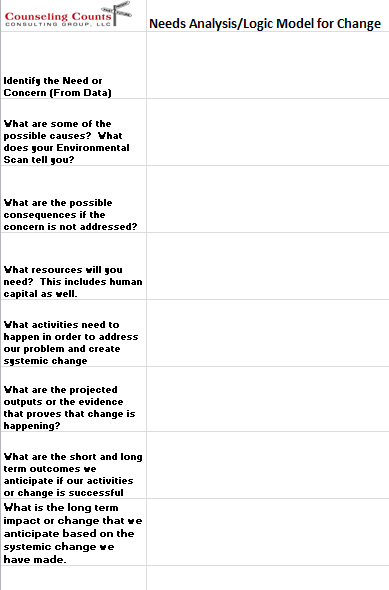 Counseling Counts
CONSULTING GROUP, LLC
Needs Analysis/Logic Model for Change
Identify the Need or
Concern (From Data)
What are some of the
possible causes? What
does your Environmental
Scan tell you?
What are the possible
consequences if the
concern is not addressed?
What resources will you
need? This includes human
capital as well.
What activities need to
happen in order to address
our problem and create
systemic change
What are the projected
outputs or the evidence
that proves that change is
happening?
What are the short and long
term outcomes we
anticipate if our activities
or change is successful
What is the long term
impact or change that we
anticipate based on the
systemic change we
have made.